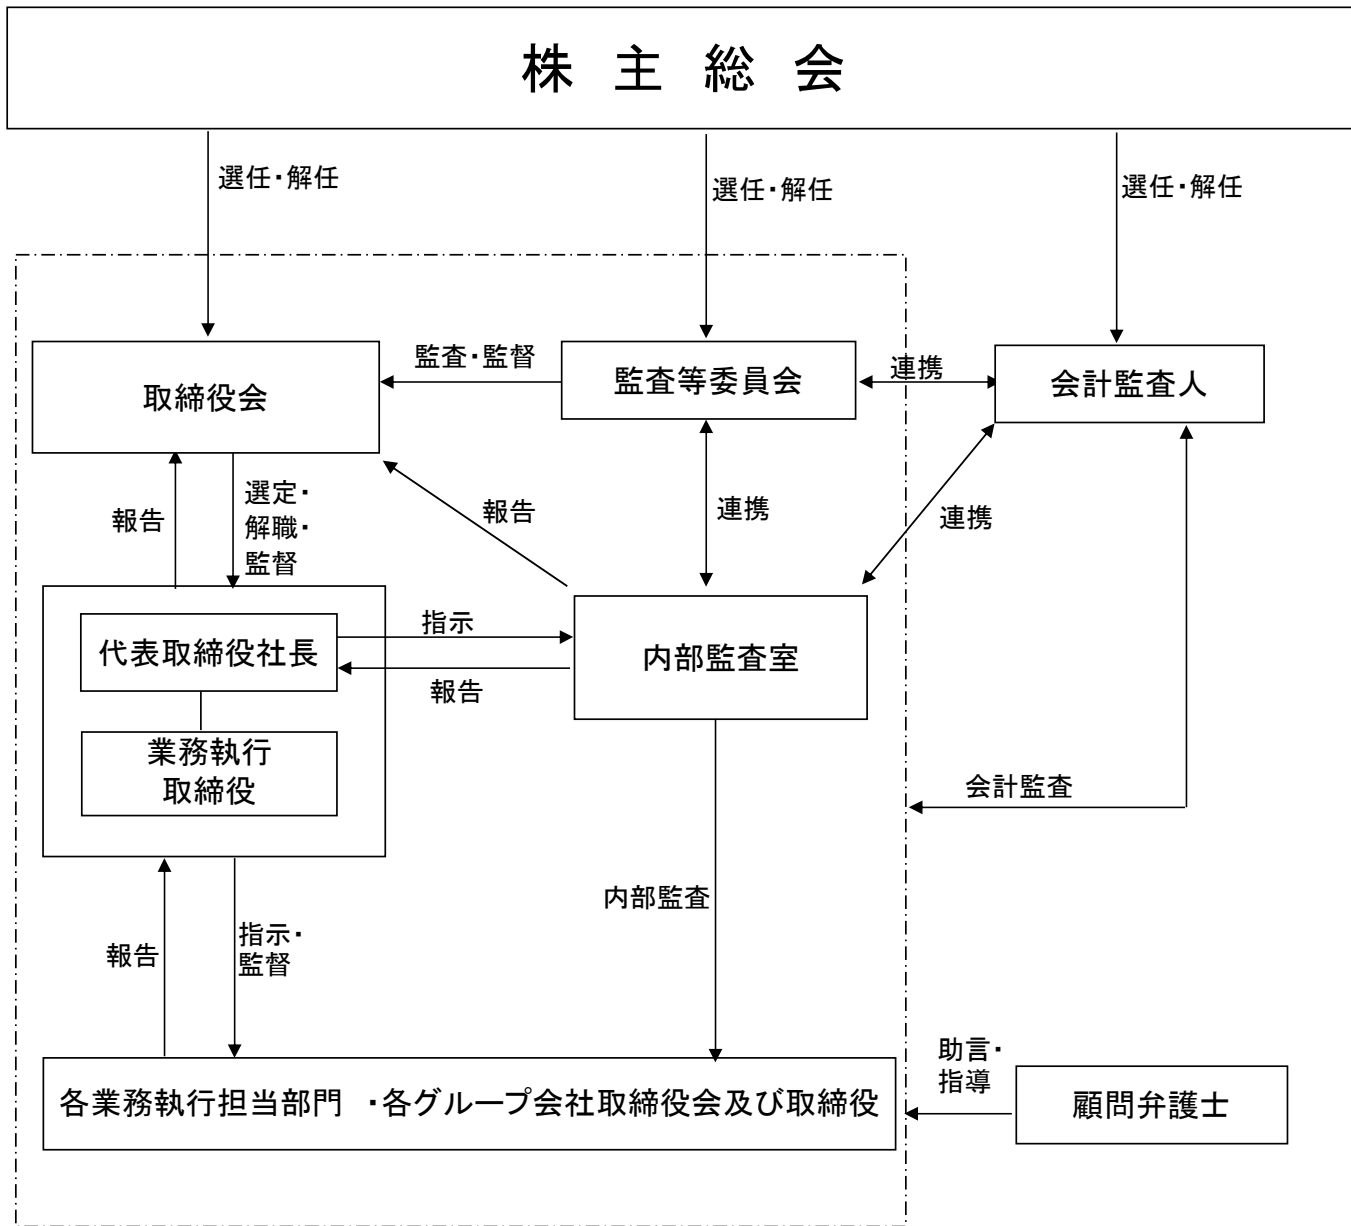 株 主 総 会
選任・解任
選任・解任
選任・解任
取締役会
監査・監督
監査等委員会
連携
会計監査人
報告
選定・
解職・
監督
報告
連携
連携
代表取締役社長
指示
報告
内部監査室
業務執行
取締役
会計監査
内部監査
報告
指示・
監督
各業務執行担当部門 ・各グループ会社取締役会及び取締役
助言・
指導
顧問弁護士